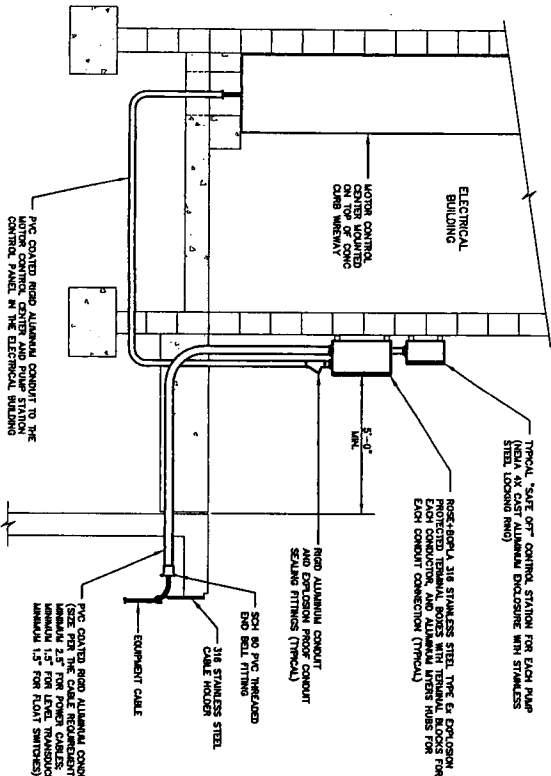 TYPICAL "SAFE OFF" CONTROL STATION FOR EACH PUMP
(NEMA 4X CAST ALUMINUM ENCLOSURE WITH STAINLESS
STEEL LOCKING RING)
ROSE+BOPLA 316 STAINLESS STEEL TYPE Ex EXPLOSION
PROTECTED TERMINAL BOXES WITH TERMINAL BLOCKS FOR
EACH CONDUCTOR, AND ALUMINUM MYERS HUBS FOR
EACH CONDUIT CONNECTION (TYPICAL)
ELECTRICAL
BUILDING
MOTOR CONTROL
CENTER MOUNTED
ON TOP OF CONC
CURB WIREWAY
5'-0"
MIN.
RIGID ALUMINUM CONDUIT
AND EXPLOSION PROOF CONDUIT
SEALING FITTINGS (TYPICAL)
SCH 80 PVC THREADED
END BELL FITTING
316 STAINLESS STEEL
CABLE HOLDER
EQUIPMENT CABLE
PVC COATED RIGID ALUMINUM CONDUIT TO THE
MOTOR CONTROL CENTER AND PUMP STATION
CONTROL PANEL IN THE ELECTRICAL BUILDING
PVC COATED RIGID ALUMINUM
(SIZE PER THE CABLE
MINIMUM 2.5" FOR POWER CABLES;
MINIMUM 1.5" FOR LEVEL
MINIMUM 1.5" FOR FLOAT SWITCHES)